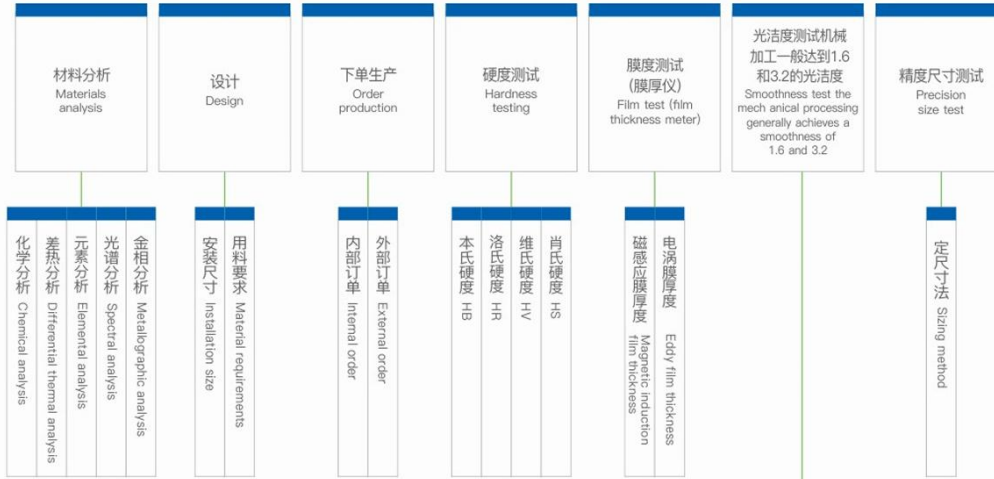 材料分析
Materials
analysis
设计
Design
下单生产
Order
production
硬度测试
Hardness
testing
膜度测试
(膜厚仪)
Film test (film
thickness meter)
光洁度测试机械
加工一般达到1.6
和3.2的光洁度
Smoothness test the
mech anical processing
generally achieves a
smoothness of
1.6 and 3.2
精度尺寸测试
Precision
size test
化学分析 Chemical analysis
差热分析 Differential thermal analysis
元素分析 Elemental analysis
光谱分析 Spectral analysis
金相分析 Metallographic analysis
安装尺寸 Installation size
用料要求 Material requirements
内部订单 Internal order
外部订单 External order
本氏硬度 HB
洛氏硬度 HR
维氏硬度 HV
肖氏硬度 HS
磁感应膜厚度 Magnetic induction
film thickness
电涡膜厚度 Eddy film thickness
定尺寸法 Sizing method